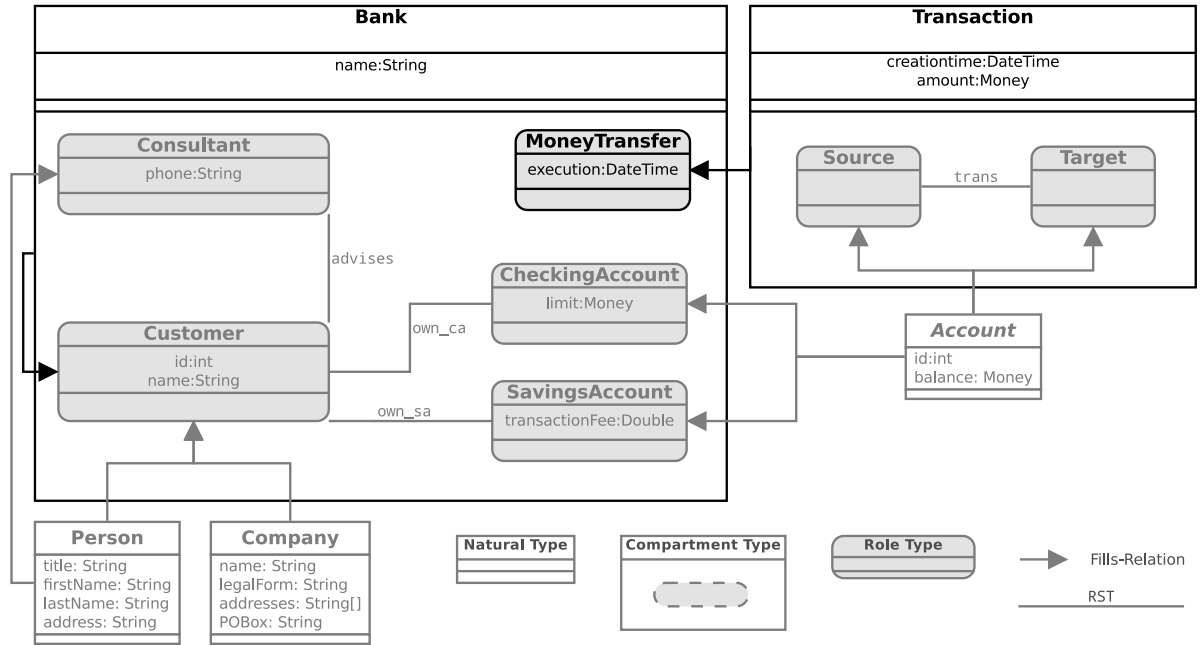 Bank
name:String
Transaction
creationtime:DateTime
amount:Money
Consultant
phone:String
MoneyTransfer
execution:DateTime
Source
trans
Target
advises
CheckingAccount
limit:Money
Customer
id:int
name:String
own_ca
own_sa
SavingsAccount
transactionFee:Double
Account
id:int
balance: Money
Person
title: String
firstName: String
lastName: String
address: String
Company
name: String
legalForm: String
addresses: String[]
POBox: String
Natural Type
Compartment Type
Role Type
Fills-Relation
RST